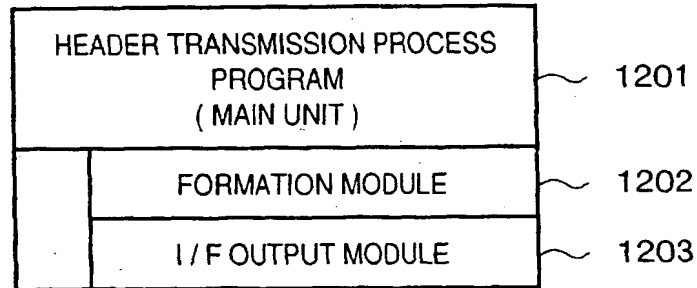 HEADER TRANSMISSION PROCESS
PROGRAM
( MAIN UNIT )
1201
FORMATION MODULE
1202
I / F OUTPUT MODULE
1203